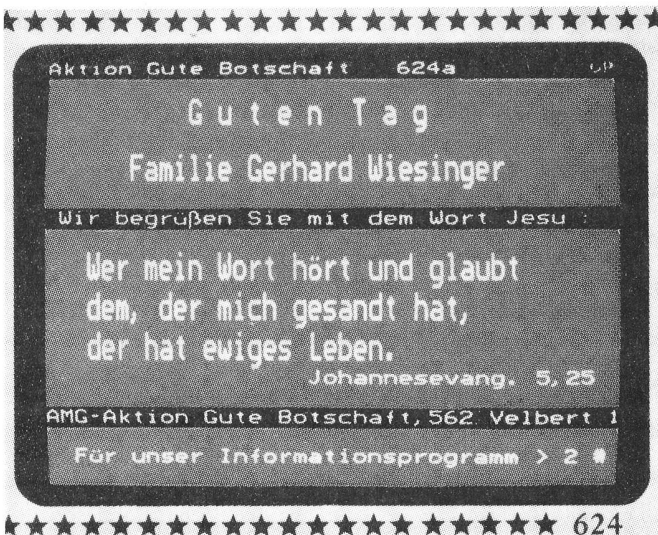 Aktion Gute Botschaft 624a 0P
Guten Tag
Familie Gerhard Wiesinger
Wir begrüßen Sie mit dem Wort Jesu :
Wer mein Wort hört und glaubt
dem, der mich gesandt hat,
der hat ewiges Leben.
Johannesevang. 5,25
AMG-Aktion Gute Botschaft,562 Velbert 1
Für unser Informationsprogramm > 2 #
624